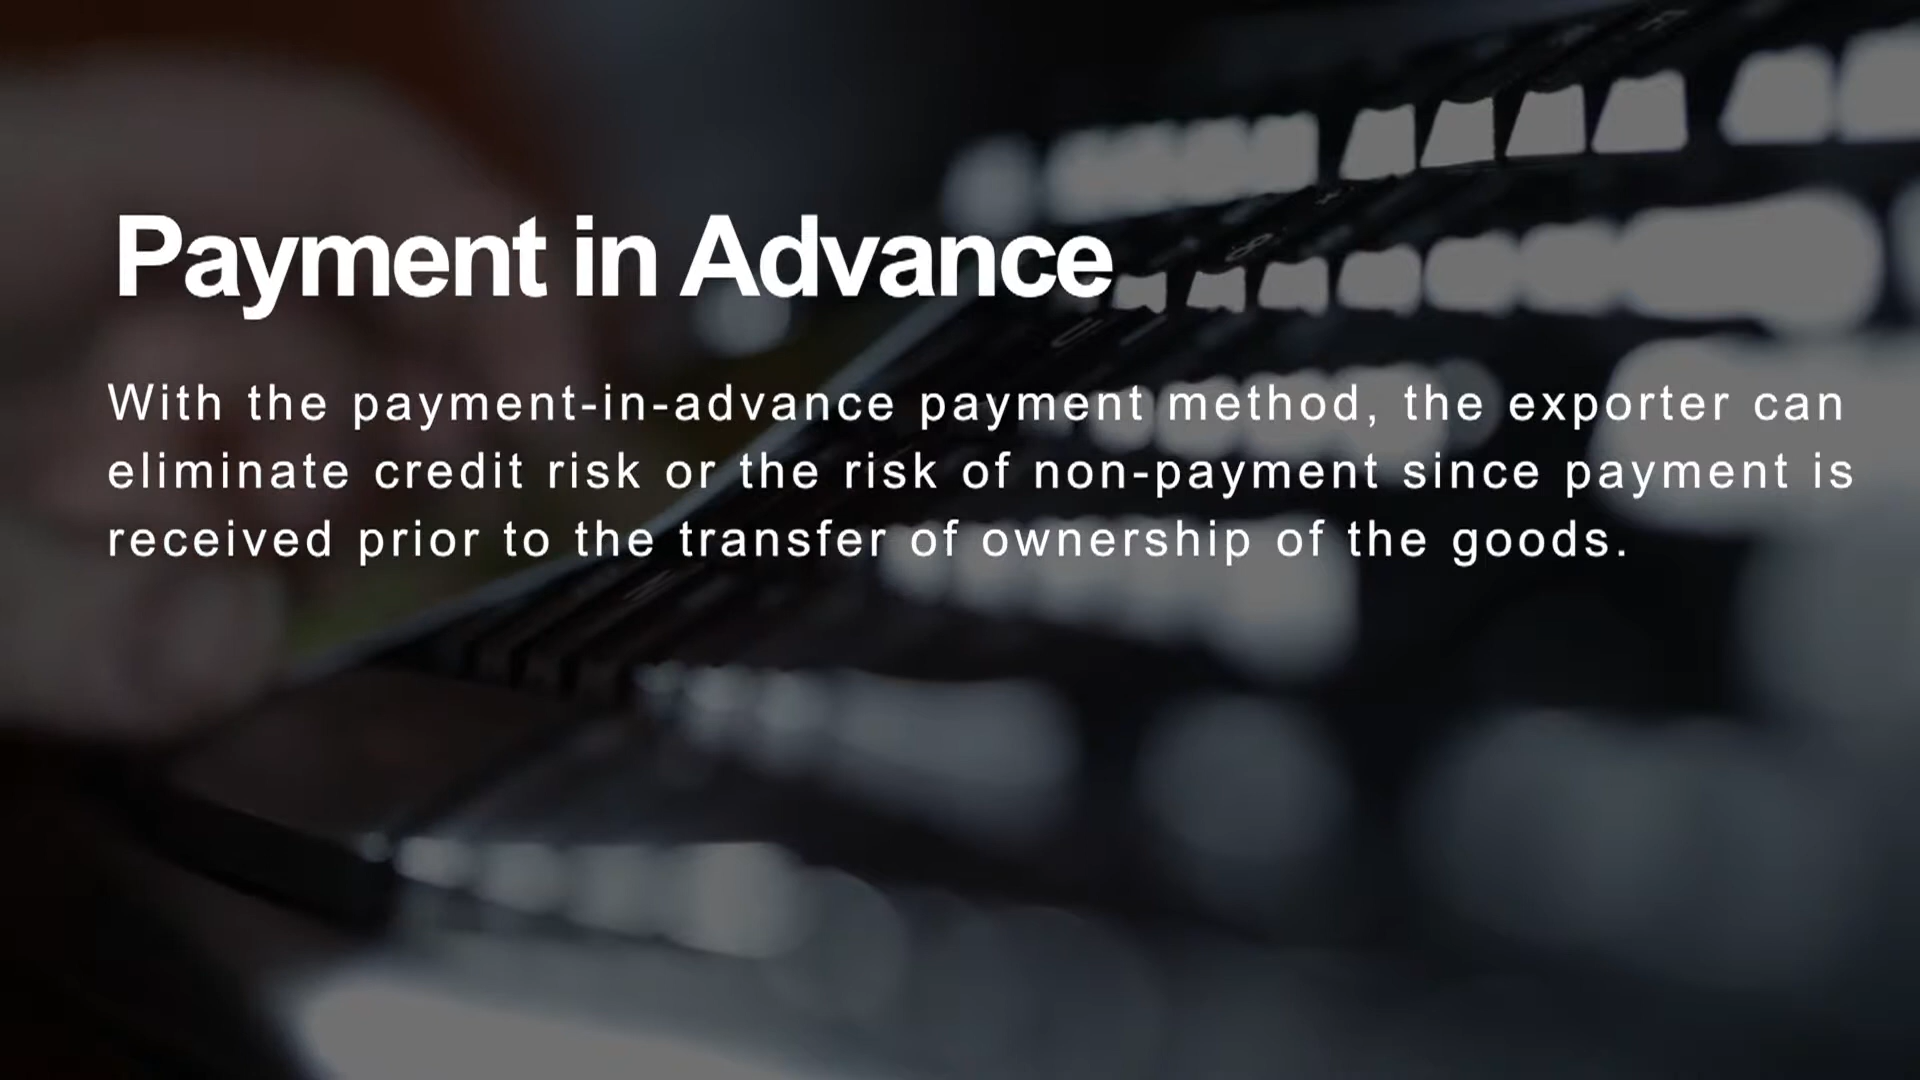 Payment in Advance
With the payment-in-advance payment method, the exporter can
eliminate credit risk or the risk of non-payment since payment is
received prior to the transfer of ownership of the goods.